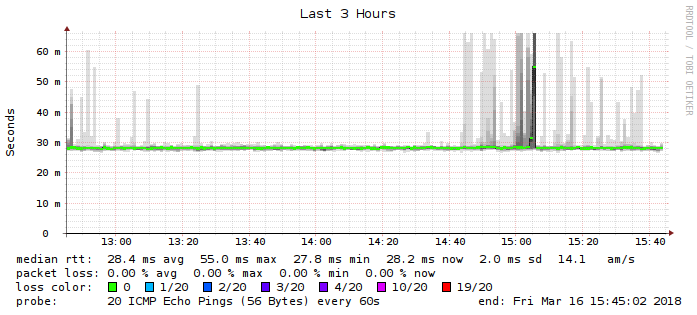 Last 3 Hours
RRDTOOL / TOBI OETIKER
Seconds
60 m
50 m
40 m
30 m
20 m
10 m
0
13:00 13:20 13:40 14:00 14:20 14:40 15:00 15:20 15:40
median rtt: 28.4 ms avg 55.0 ms max 27.8 ms min 28.2 ms now 2.0 ms sd 14.1 am/s
packet loss: 0.00 % avg 0.00 % max 0.00 % min 0.00 % now
loss color: 0 1/20 2/20 3/20 4/20 10/20 19/20
probe: 20 ICMP Echo Pings (56 Bytes) every 60s end: Fri Mar 16 15:45:02 2018